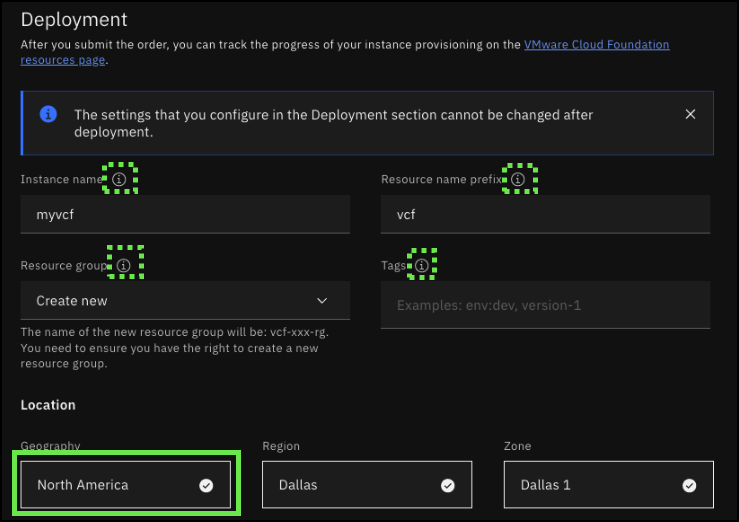 Deployment
After you submit the order, you can track the progress of your instance provisioning on the VMware Cloud Foundation
resources page.
The settings that you configure in the Deployment section cannot be changed after
deployment.
Instance name
Resource name prefix
myvcf
vcf
Resource group
Tags
Create new
Examples: env:dev, version-1
The name of the new resource group will be: vcf-xxx-rg.
You need to ensure you have the right to create a new
resource group.
Location
Geography
Region
Zone
North America
Dallas
Dallas 1